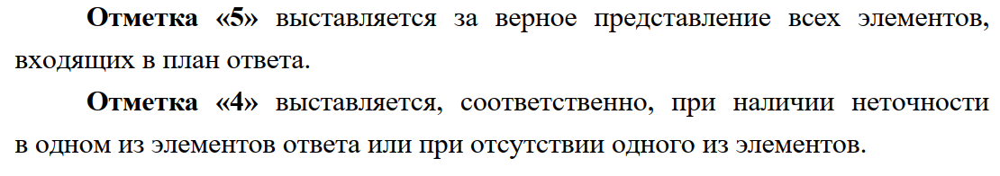 Отметка «5» выставляется за верное представление всех элементов,
входящих в план ответа.
Отметка «4» выставляется, соответственно, при наличии неточности
в одном из элементов ответа или при отсутствии одного из элементов.